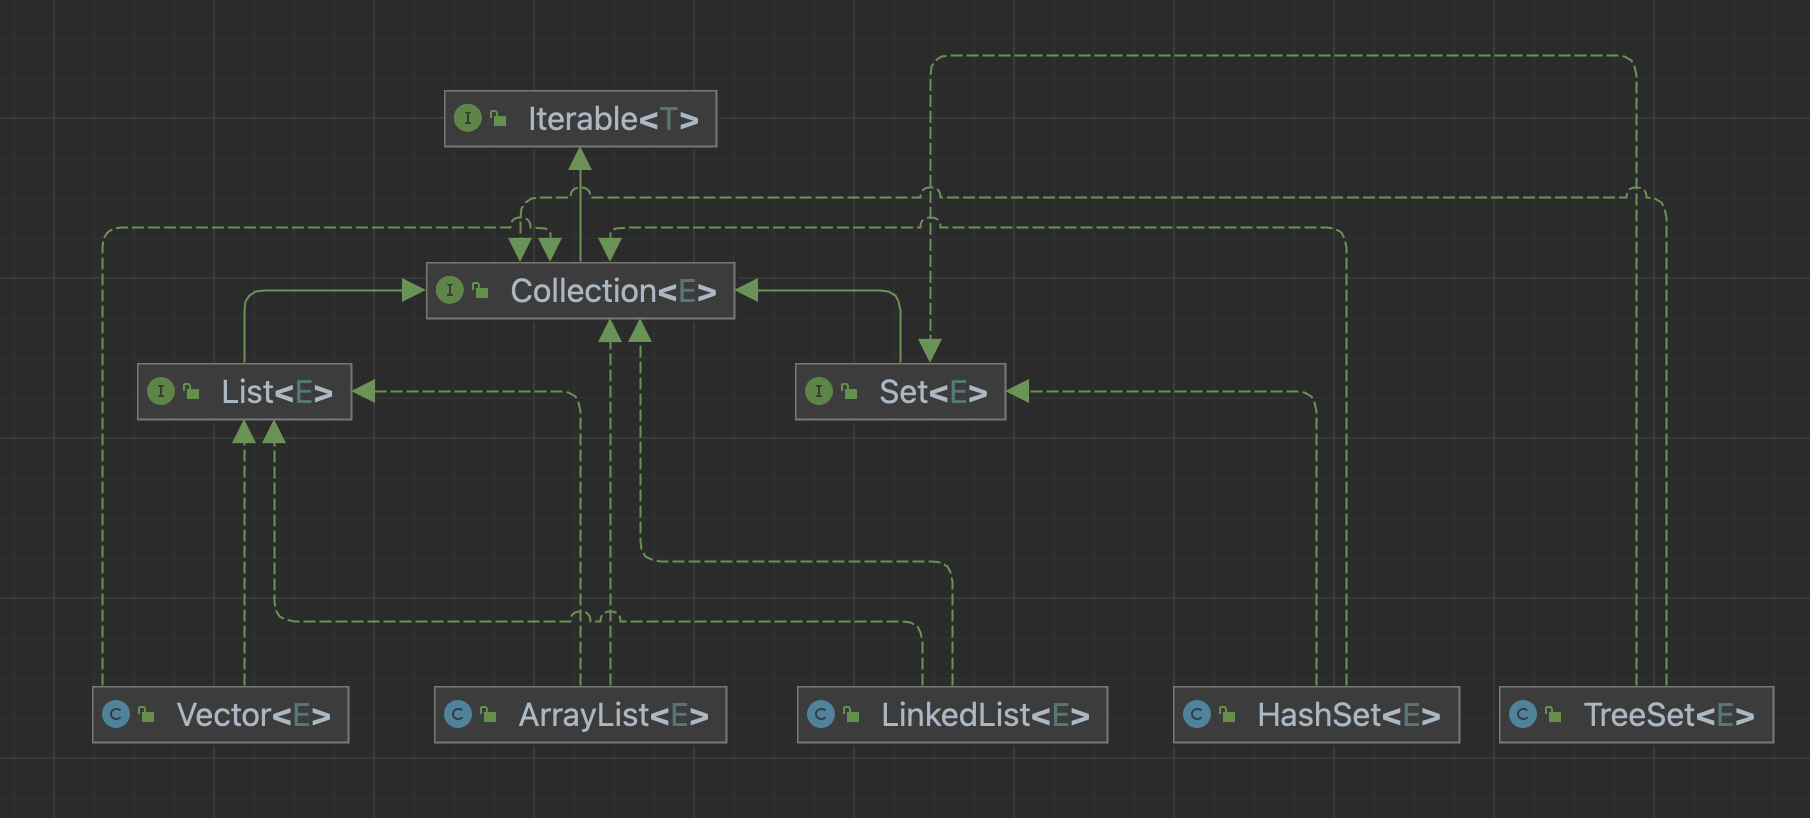 Iterable<T>
Collection<E>
List<E>
Set<E>
Vector<E>
ArrayList<E>
LinkedList<E>
HashSet<E>
TreeSet<E>